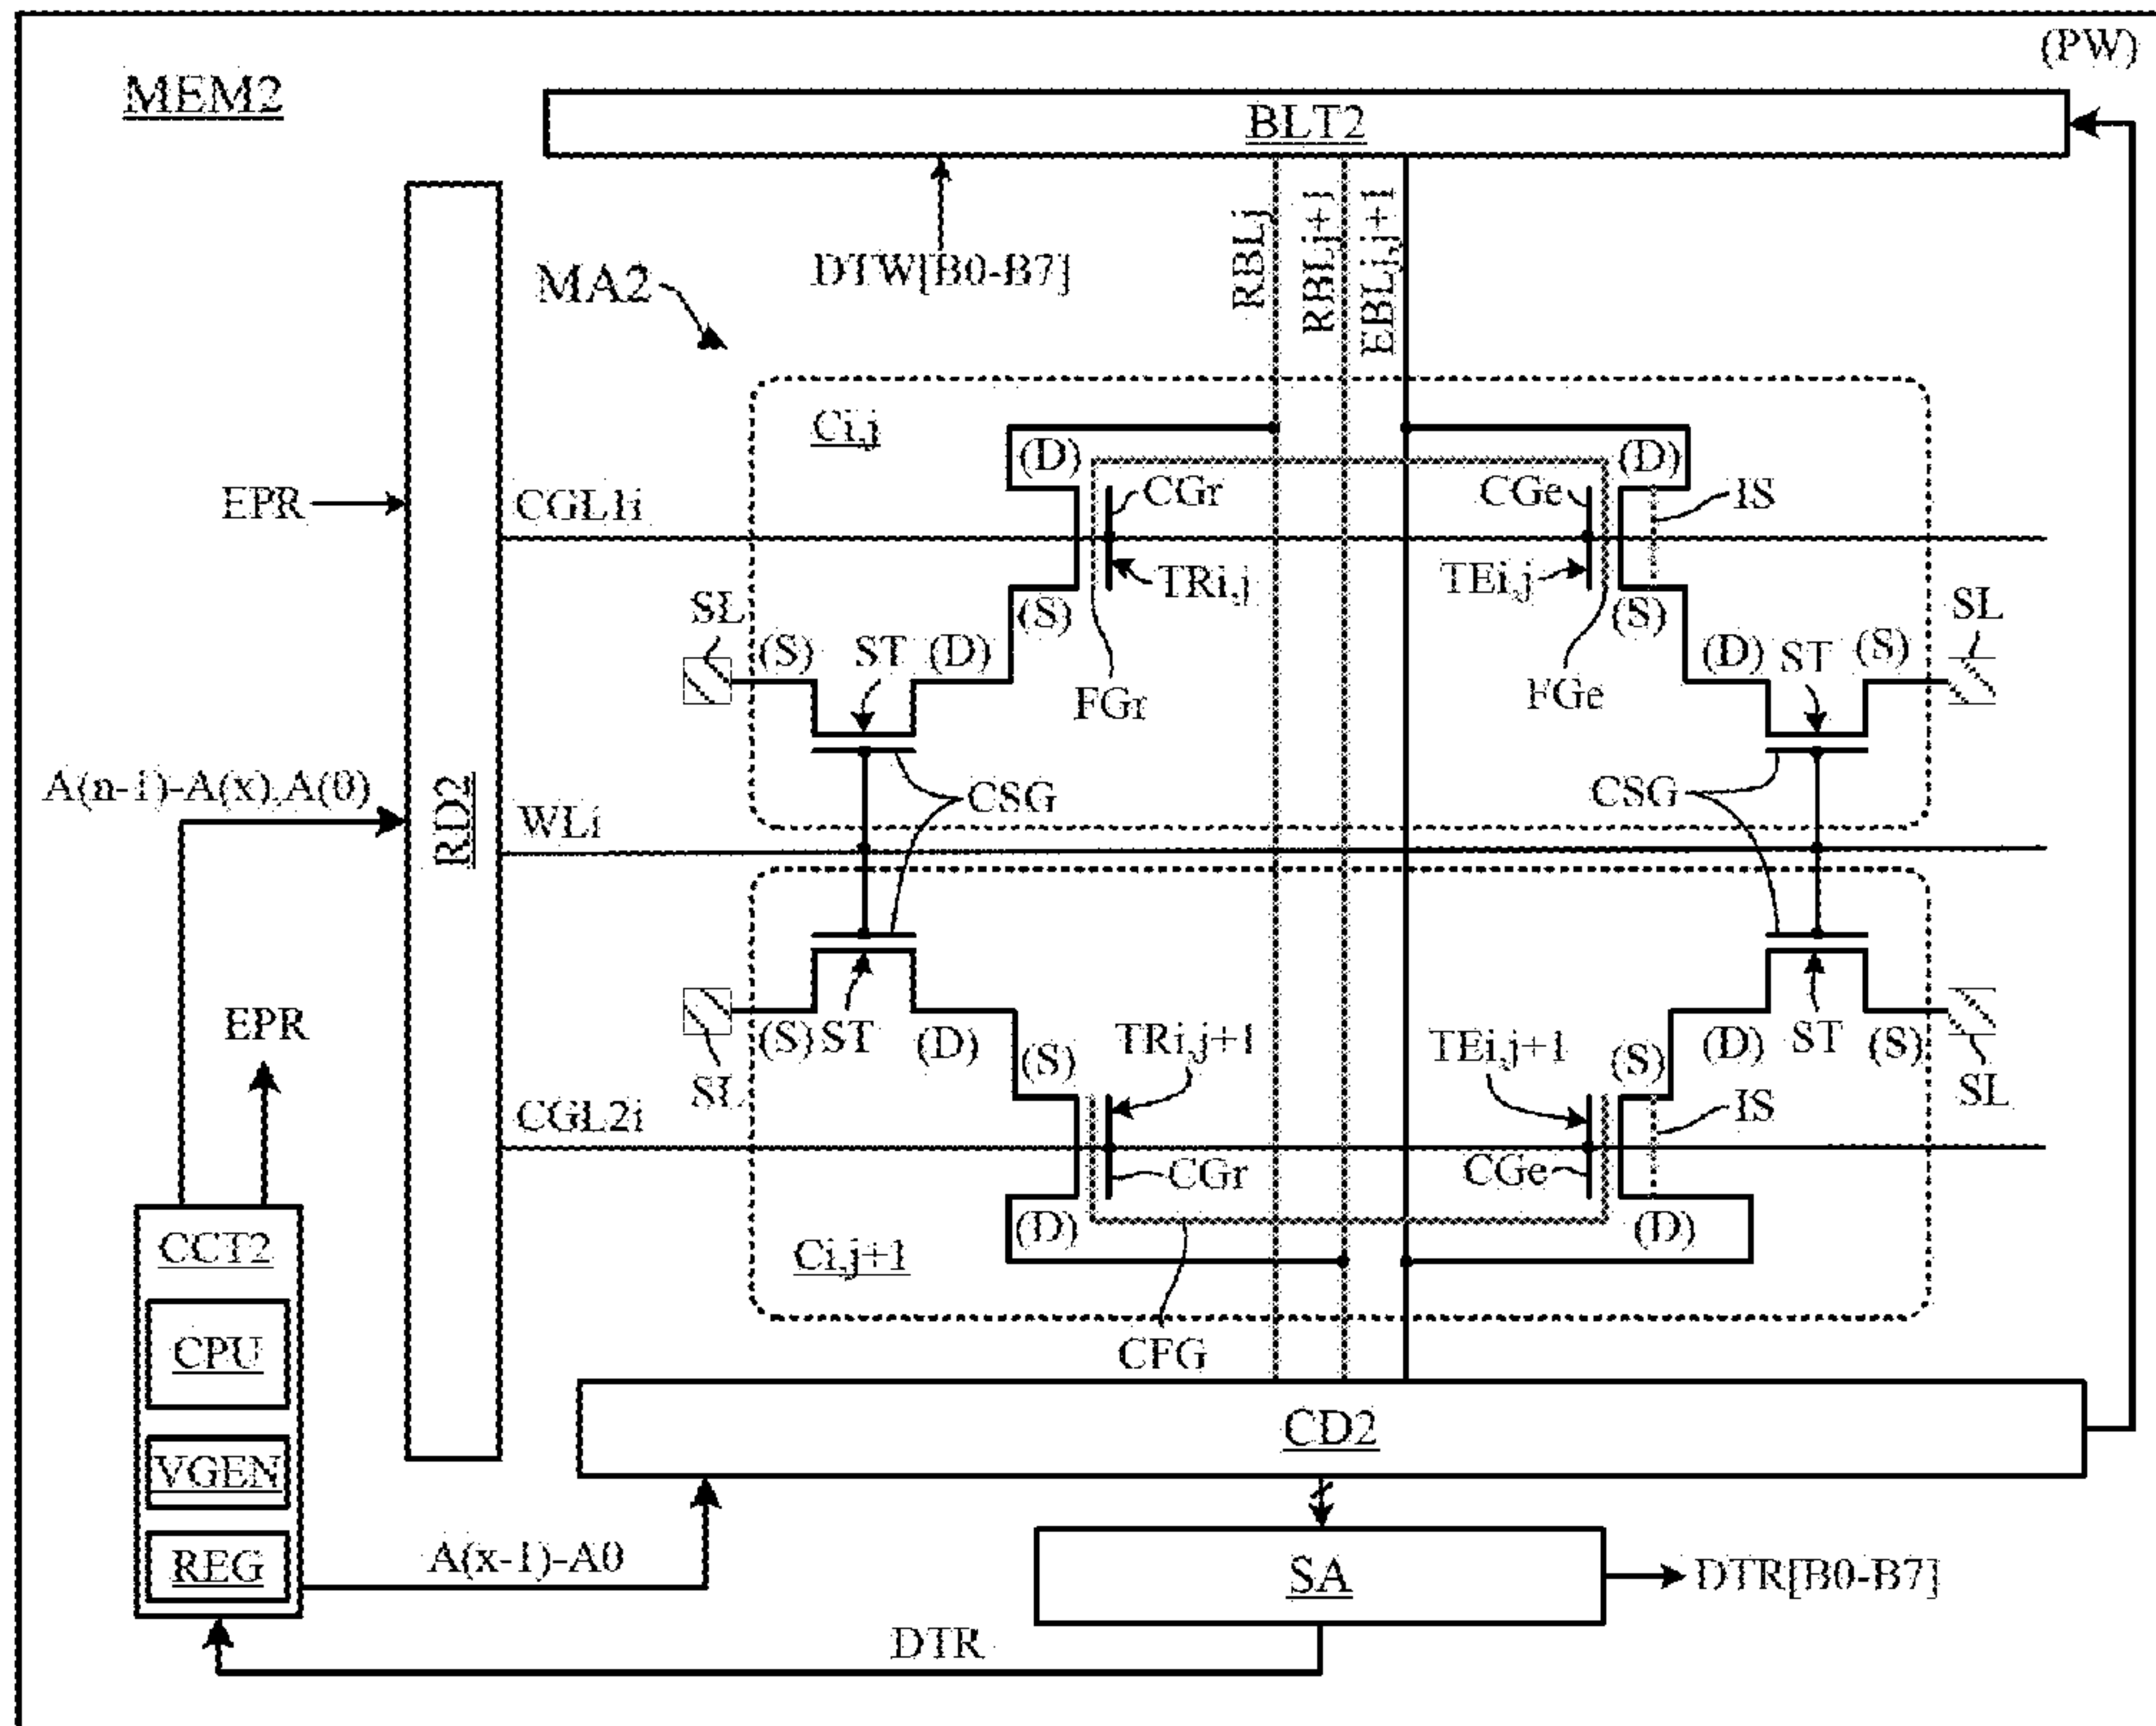 (PW)
MEM2
BLT2
DTW[B0-B7]
RBLj
RBLj+1
EBLj,j+1
MA2
Ci,j
(D)
(D)
EPR
CGL1i
CGr
CGe
IS
TRi,j
TEi,j
SL
(S)
ST
(D)
(S)
(S)
(D)
ST
(S)
SL
FGr
FGe
A(n-1)-A(x),A(0)
RD2
WLi
CSG
CSG
EPR
(S)
ST
(D)
(S)
TRi,j+1
TEi,j+1
(S)
(D)
ST
(S)
SL
SL
CGL2i
IS
CGr
CGe
(D)
(D)
CCT2
Ci,j+1
CPU
CFG
VGEN
CD2
REG
A(x-1)-A0
SA
DTR[B0-B7]
DTR